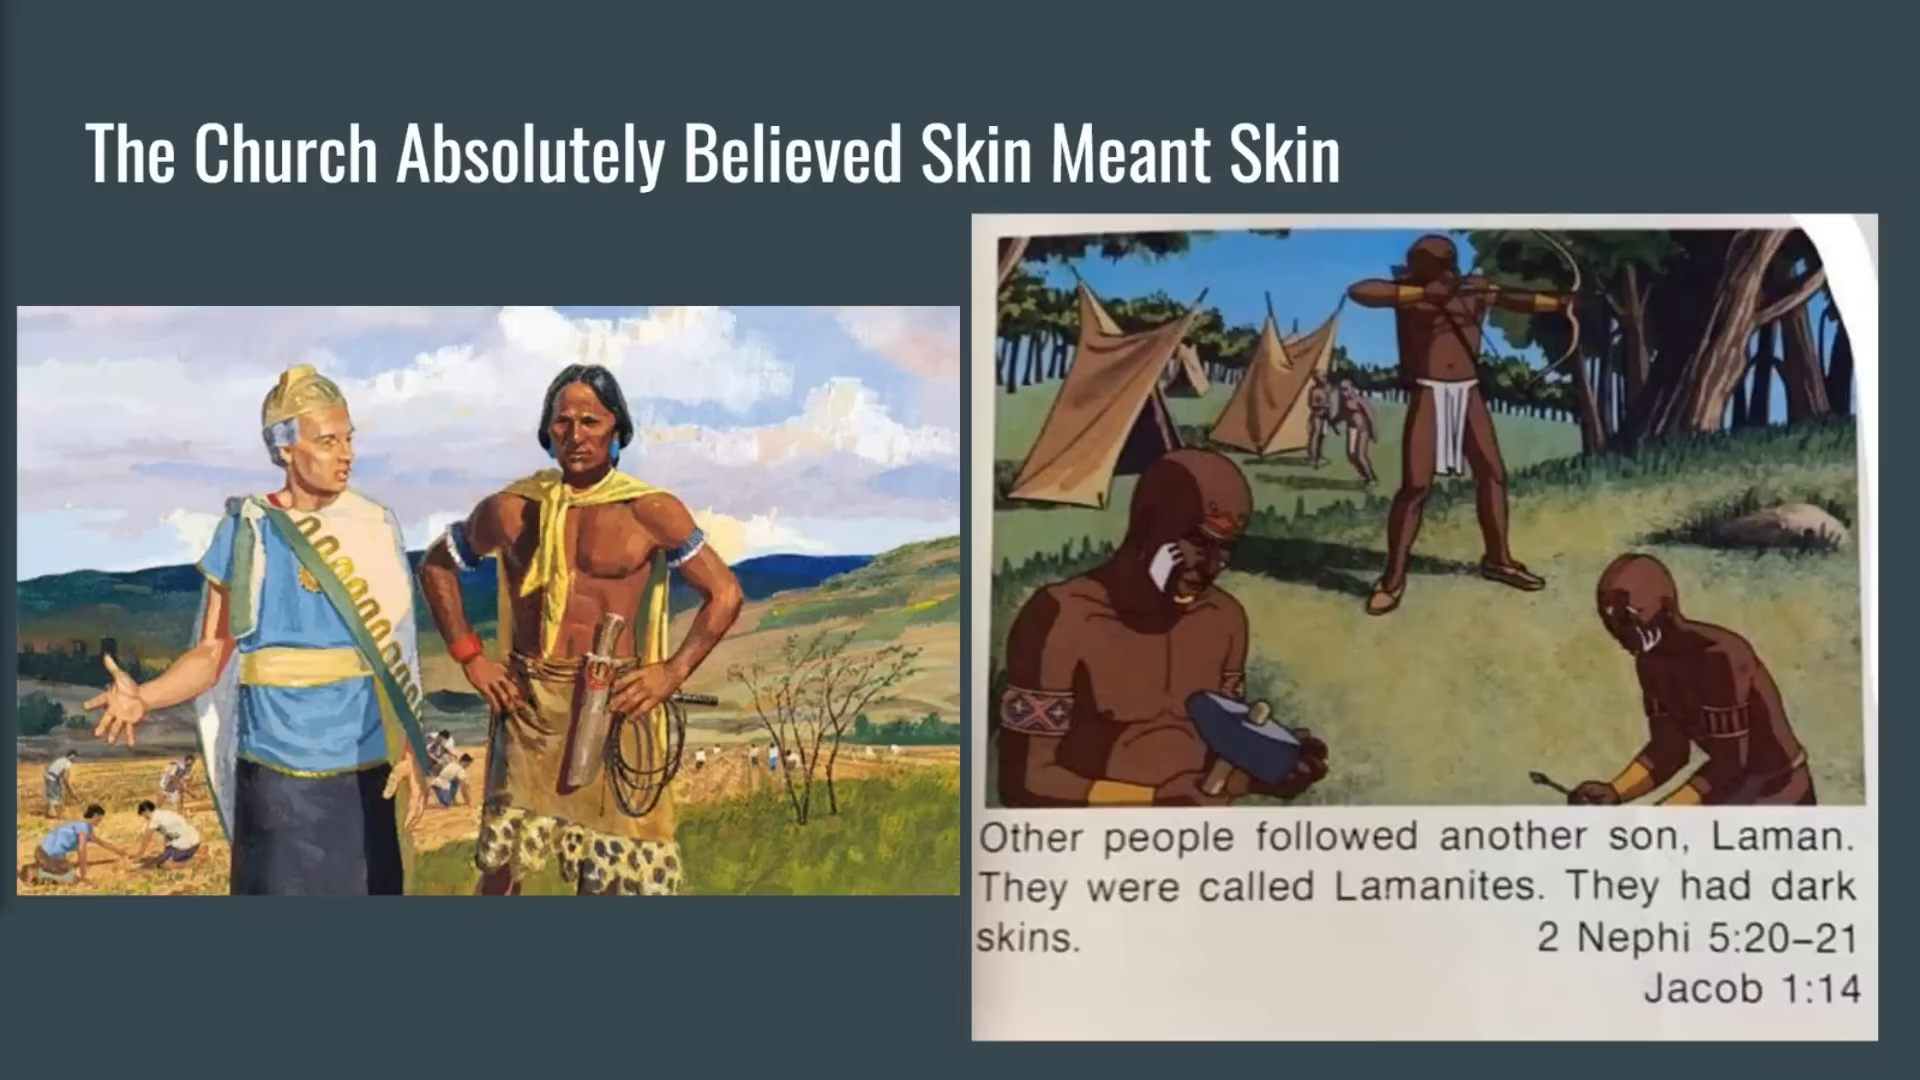 The Church Absolutely Believed Skin Meant Skin
Other people followed another son, Laman.
They were called Lamanites. They had dark
skins. 2 Nephi 5:20–21
Jacob 1:14